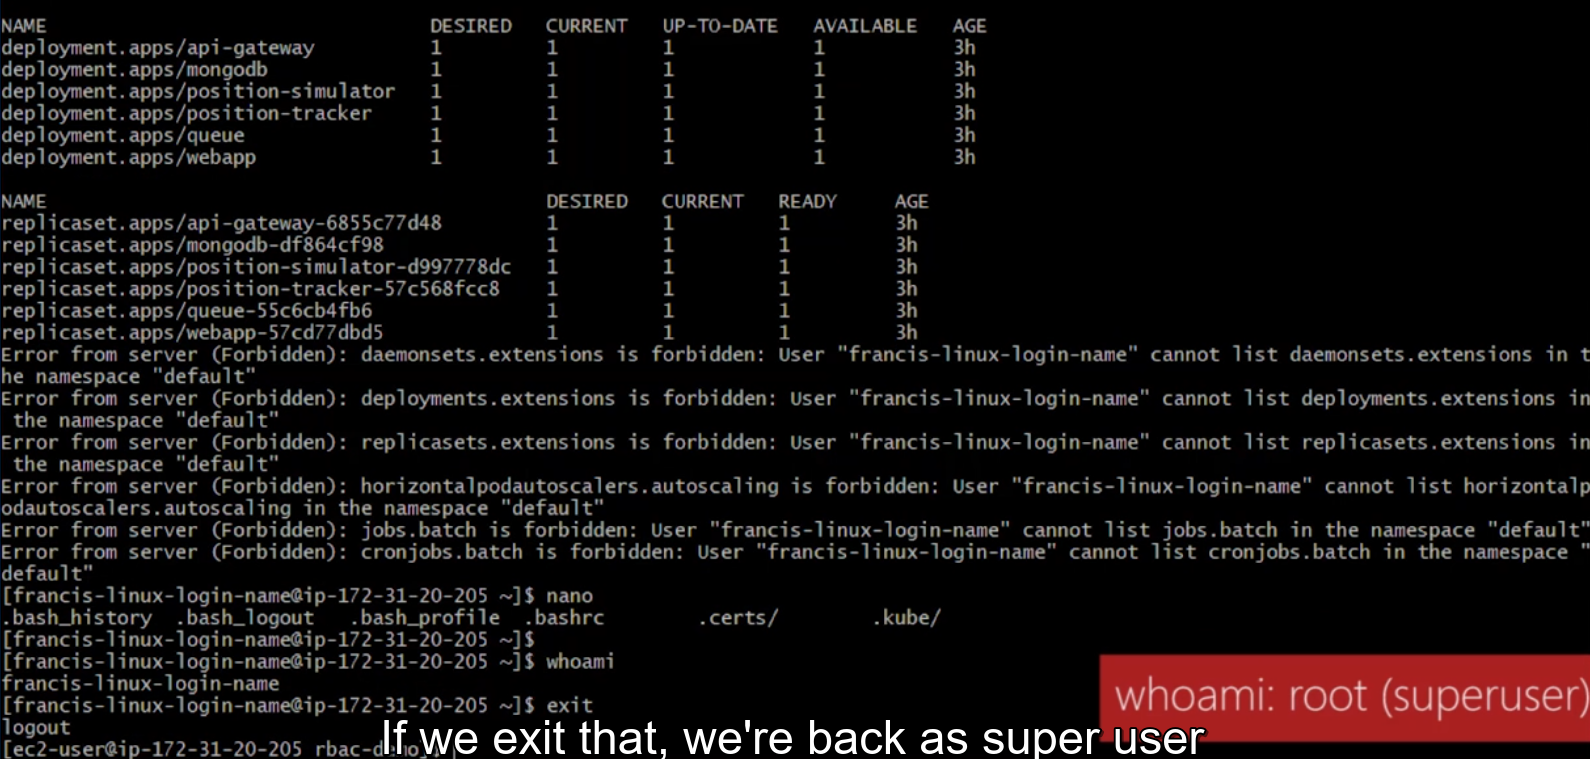 NAME DESIRED CURRENT UP-TO-DATE AVAILABLE AGE
deployment.apps/api-gateway 1 1 1 1 3h
deployment.apps/mongodb 1 1 1 1 3h
deployment.apps/position-simulator 1 1 1 1 3h
deployment.apps/position-tracker 1 1 1 1 3h
deployment.apps/queue 1 1 1 1 3h
deployment.apps/webapp 1 1 1 1 3h
NAME DESIRED CURRENT READY AGE
replicaset.apps/api-gateway-6855c77d48 1 1 1 3h
replicaset.apps/mongodb-df864cf98 1 1 1 3h
replicaset.apps/position-simulator-d997778dc 1 1 1 3h
replicaset.apps/position-tracker-57c568fcc8 1 1 1 3h
replicaset.apps/queue-55c6cb4fb6 1 1 1 3h
replicaset.apps/webapp-57cd77dbd5 1 1 1 3h
Error from server (Forbidden): daemonsets.extensions is forbidden: User "francis-linux-login-name" cannot list daemonsets.extensions in t
he namespace "default"
Error from server (Forbidden): deployments.extensions is forbidden: User "francis-linux-login-name" cannot list deployments.extensions in
the namespace "default"
Error from server (Forbidden): replicasets.extensions is forbidden: User "francis-linux-login-name" cannot list replicasets.extensions in
the namespace "default"
Error from server (Forbidden): horizontalpodautoscalers.autoscaling is forbidden: User "francis-linux-login-name" cannot list horizontalp
odautoscalers.autoscaling in the namespace "default"
Error from server (Forbidden): jobs.batch is forbidden: User "francis-linux-login-name" cannot list jobs.batch in the namespace "default"
Error from server (Forbidden): cronjobs.batch is forbidden: User "francis-linux-login-name" cannot list cronjobs.batch in the namespace "
default"
[francis-linux-login-name@ip-172-31-20-205 ~]$ nano
.bash_history .bash_logout .bash_profile .bashrc .certs/ .kube/
[francis-linux-login-name@ip-172-31-20-205 ~]$
[francis-linux-login-name@ip-172-31-20-205 ~]$ whoami
francis-linux-login-name
[francis-linux-login-name@ip-172-31-20-205 ~]$ exit
logout
[ec2-user@ip-172-31-20-205
whoami: root (superuser)
If we exit that, we're back as super user